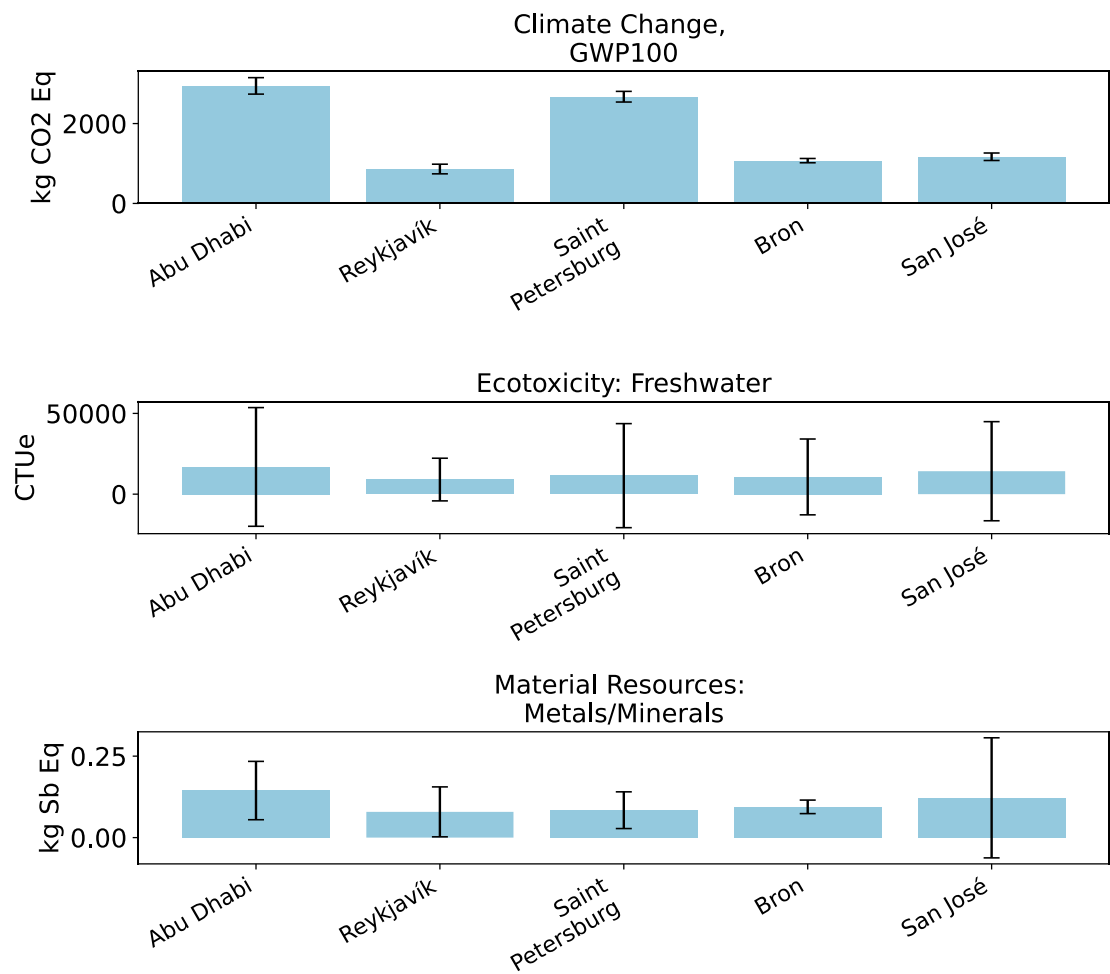 Climate Change,
GWP100
kg CO2 Eq
2000
0
Abu Dhabi
Reykjavík
Saint
Petersburg
Bron
San José
Ecotoxicity: Freshwater
CTUe
50000
0
Abu Dhabi
Reykjavík
Saint
Petersburg
Bron
San José
Material Resources:
Metals/Minerals
kg Sb Eq
0.25
0.00
Abu Dhabi
Reykjavík
Saint
Petersburg
Bron
San José